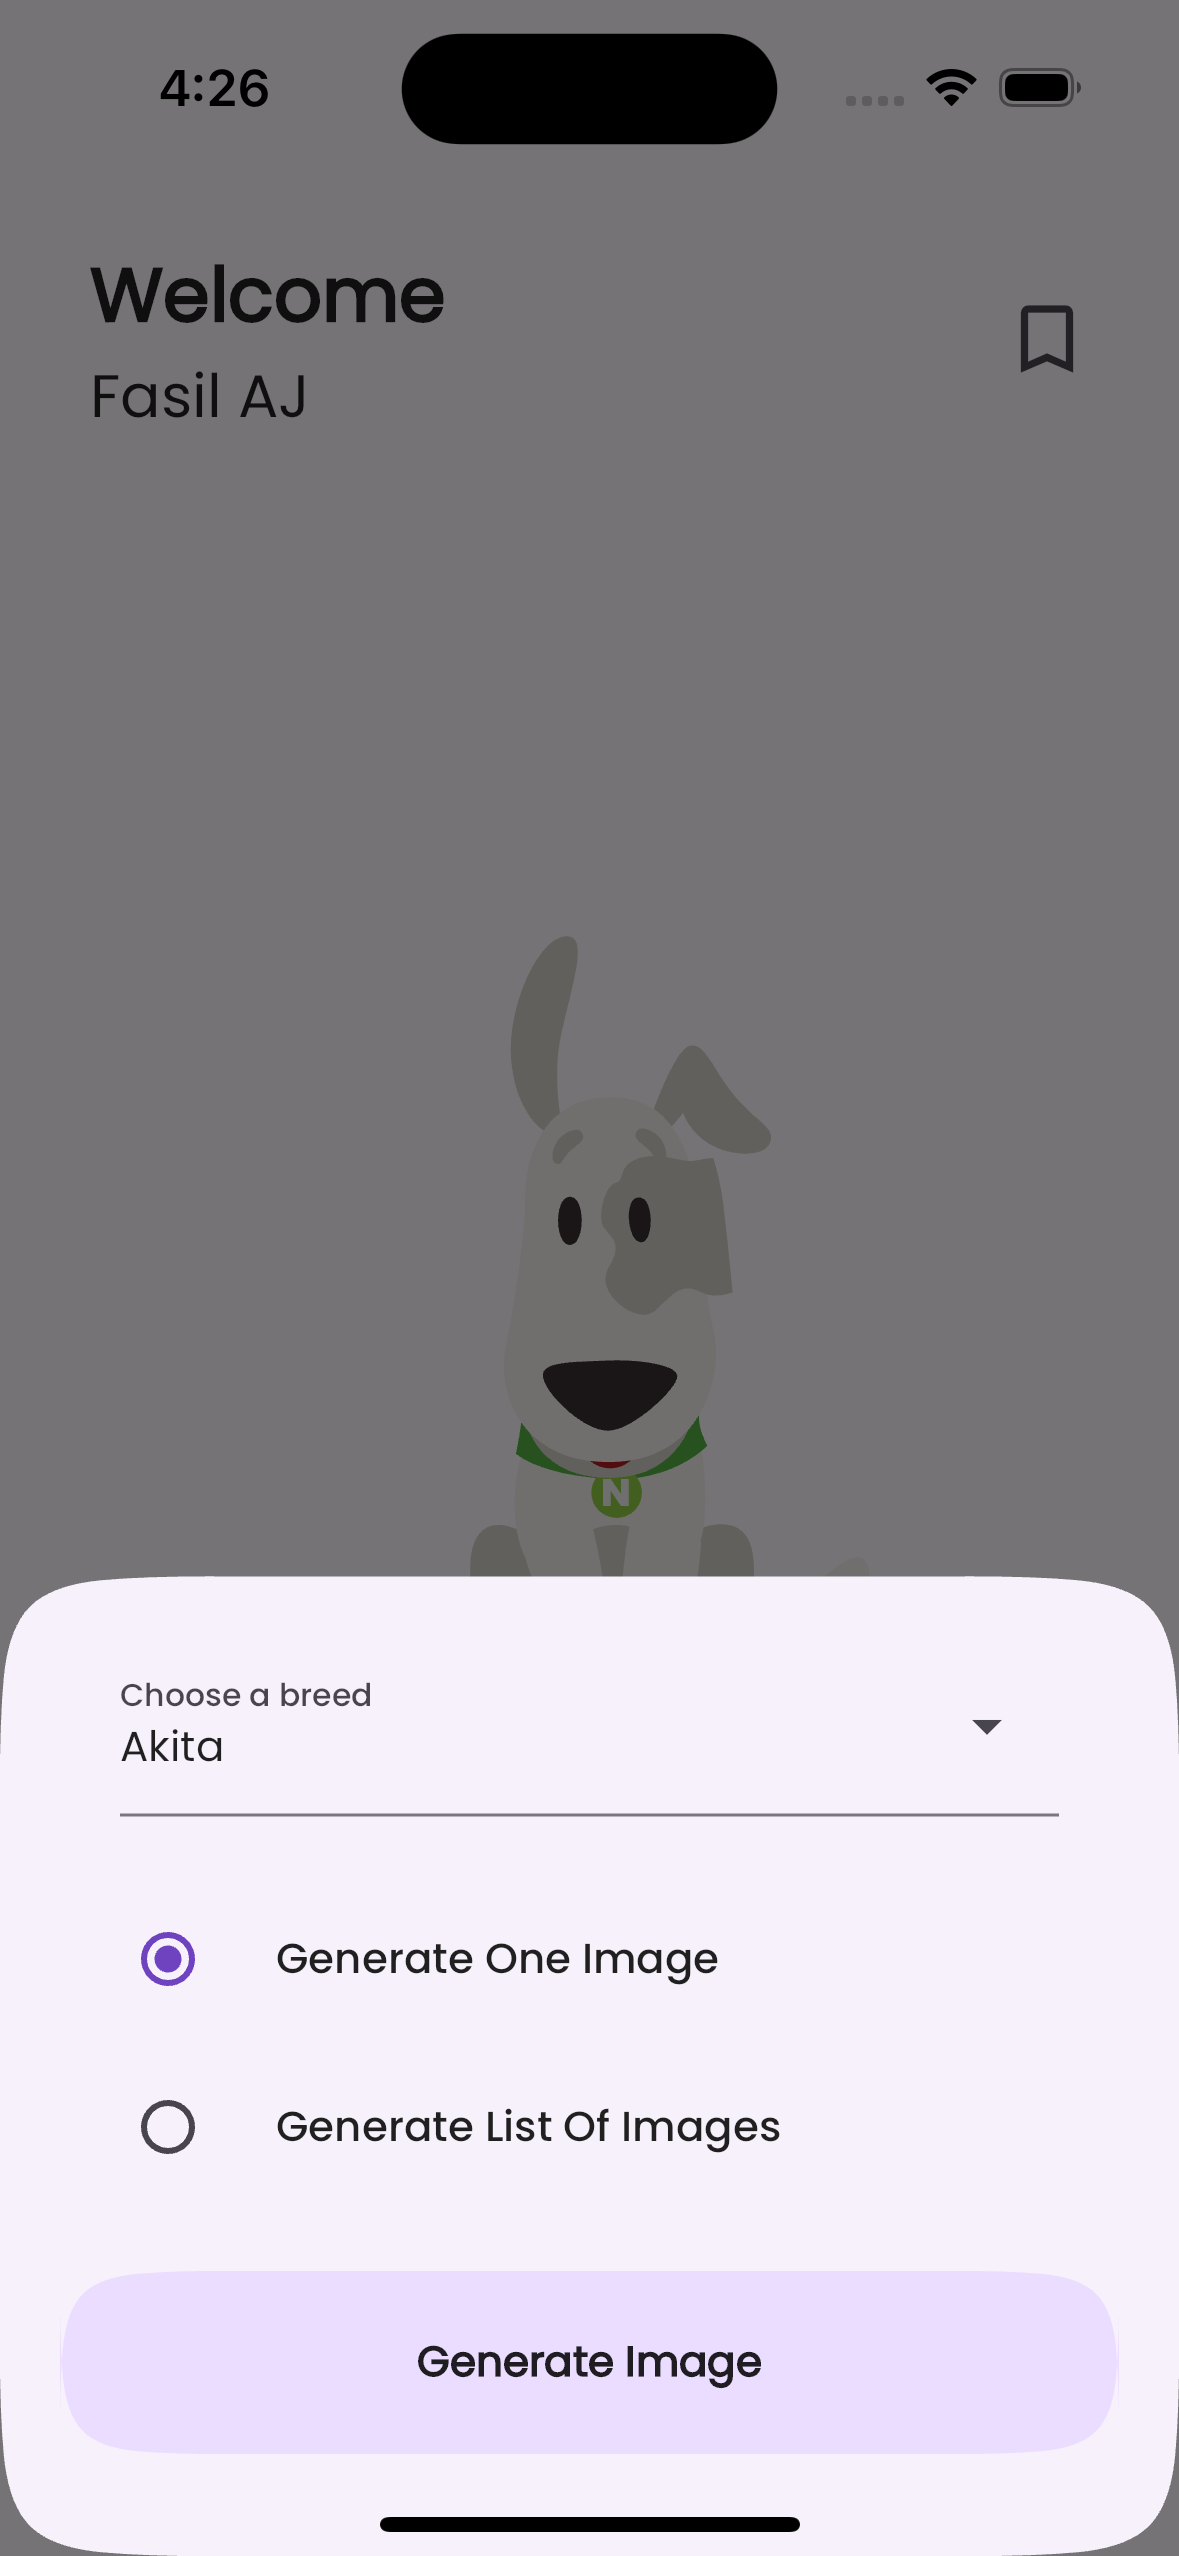 4:26
Welcome
Fasil AJ
N
Choose a breed
Akita
Generate One Image
Generate List Of Images
Generate Image